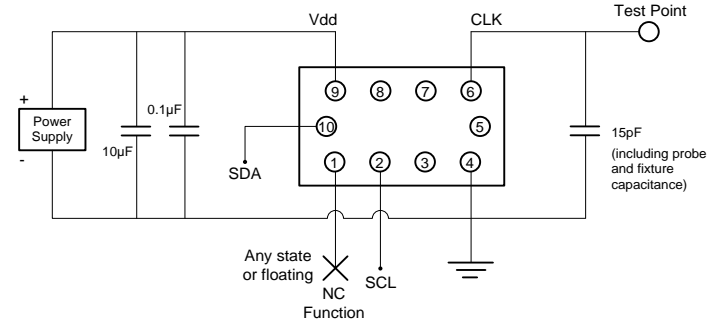 Test Point
Vdd
CLK
9
8
7
6
+
Power
Supply
-
10µF
0.1µF
10
5
15pF
(including probe
and fixture
capacitance)
1
2
3
4
SDA
Any state
or floating
NC
Function
SCL